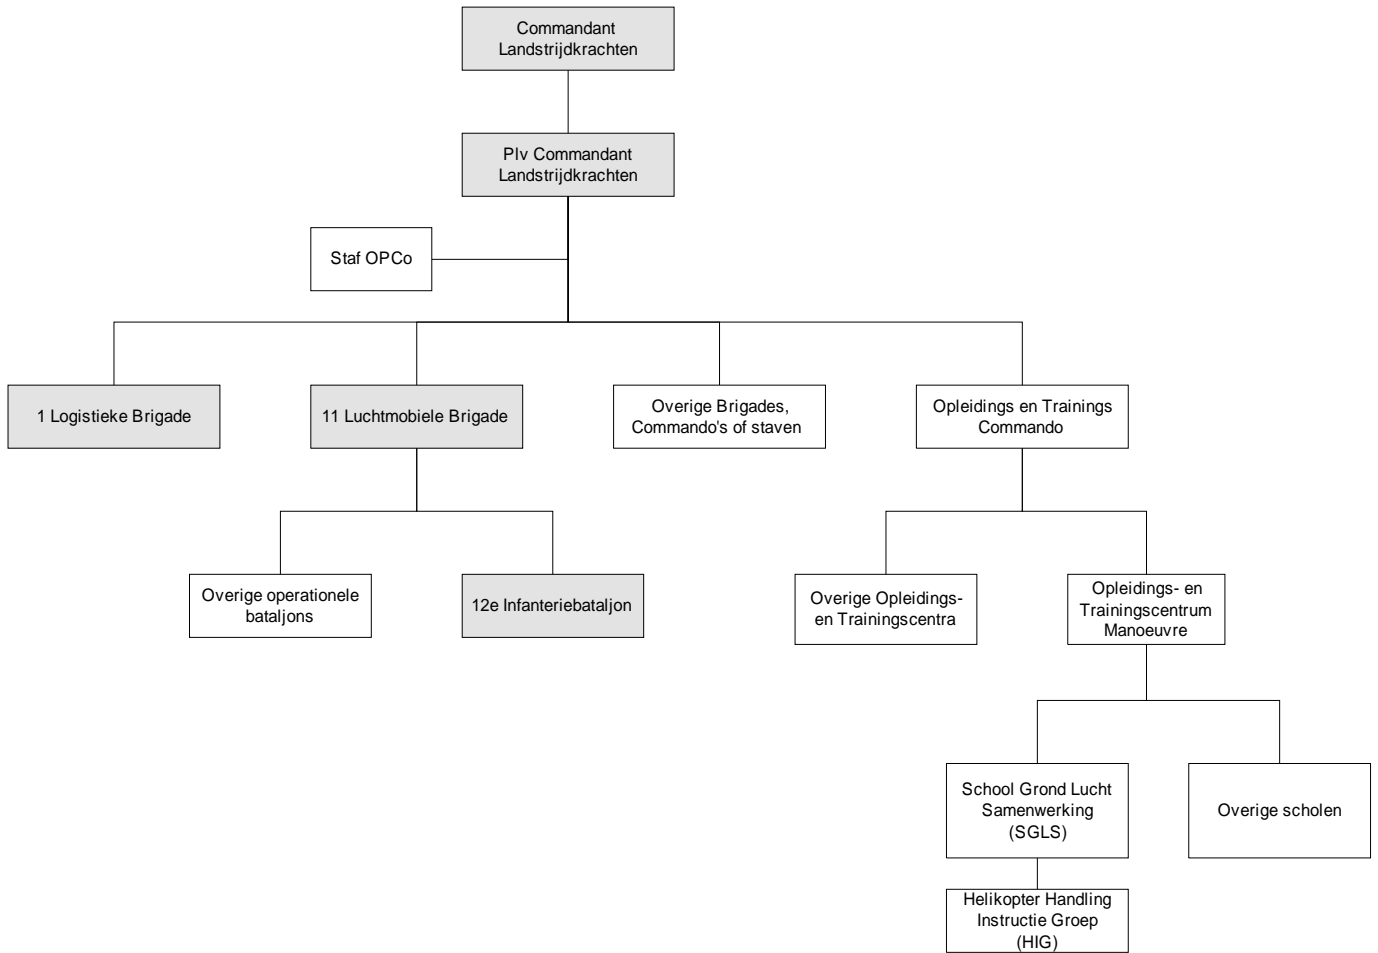 Commandant
Landstrijdkrachten
Plv Commandant
Landstrijdkrachten
Staf OPCo
1 Logistieke Brigade
11 Luchtmobiele Brigade
Overige Brigades,
Commando's of staven
Opleidings en Trainings
Commando
Overige operationele
bataljons
12e Infanteriebataljon
Overige Opleidings-
en Trainingscentra
Opleidings- en
Trainingscentrum
Manoeuvre
School Grond Lucht
Samenwerking
(SGLS)
Overige scholen
Helikopter Handling
Instructie Groep
(HIG)